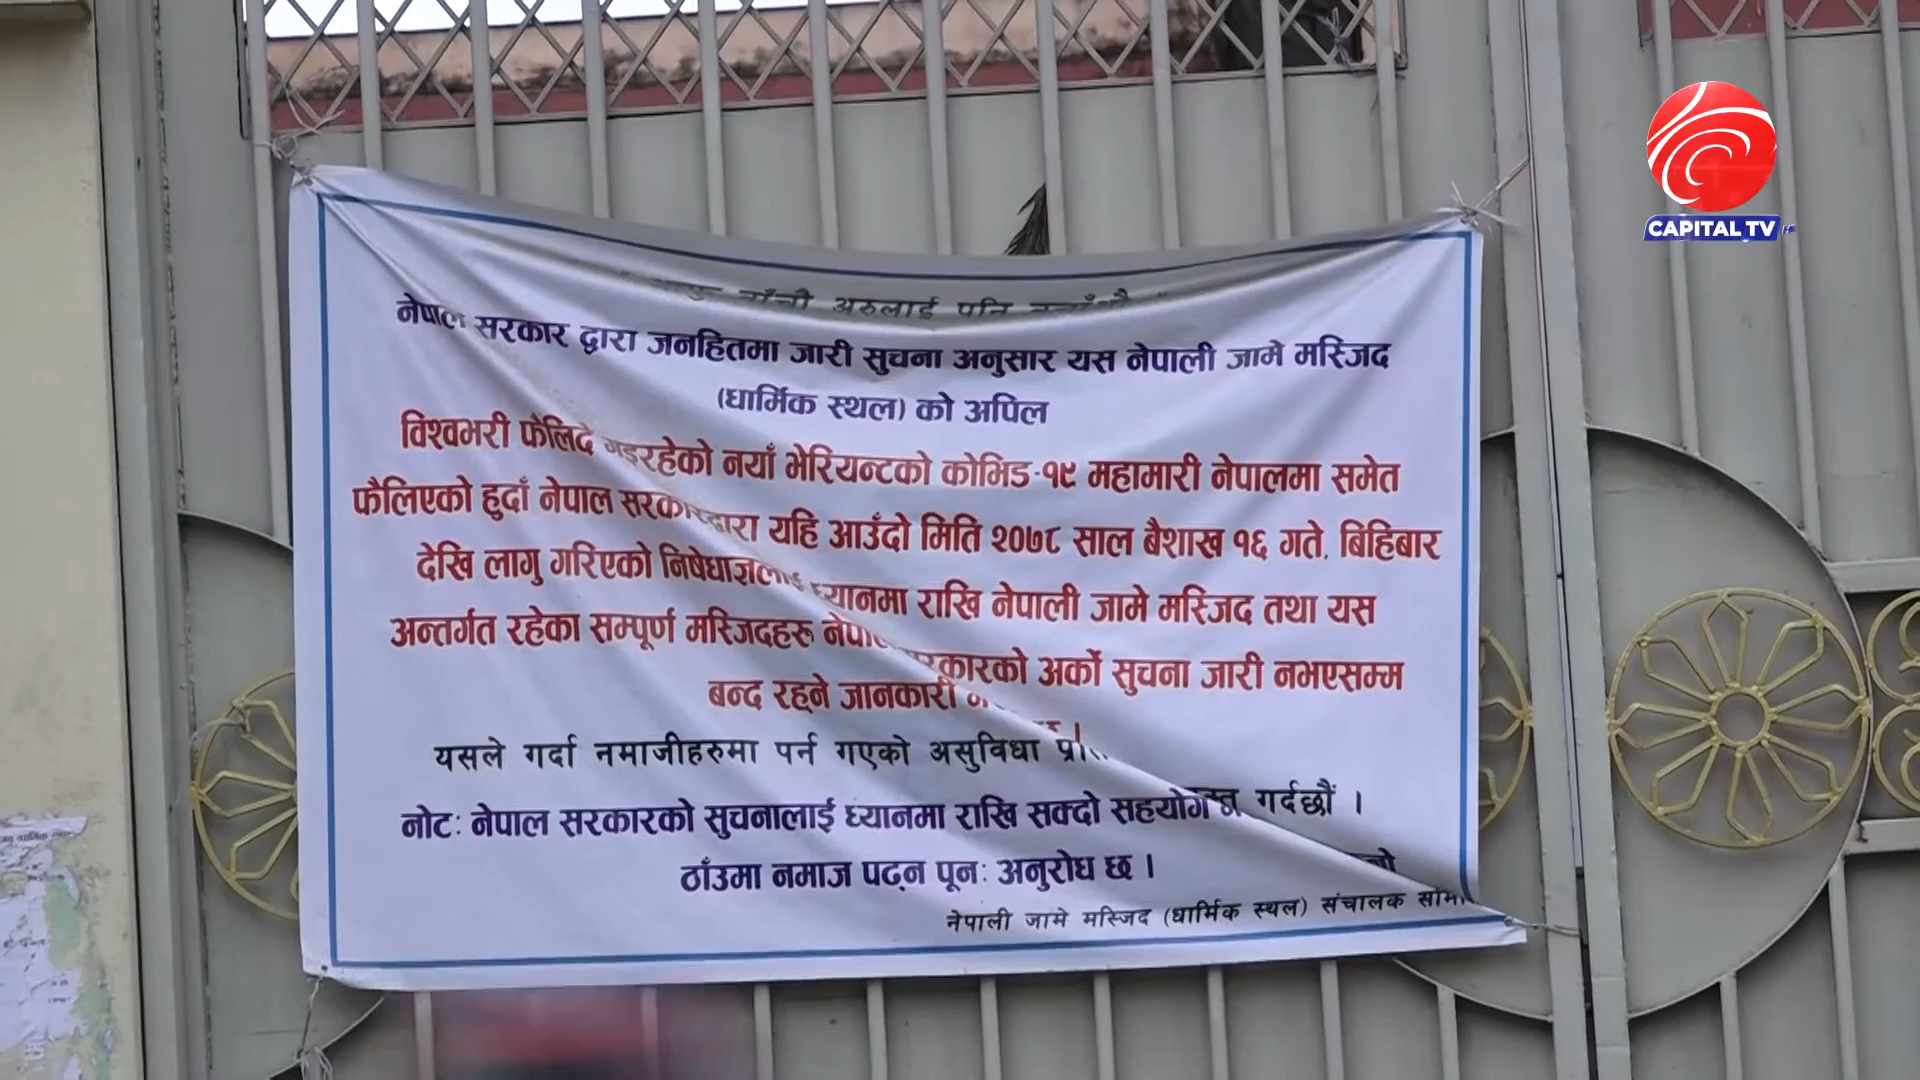 CAPITAL TV
अरुलाई पनि
नेपाल सरकार द्वारा जनहितमा जारी सुचना अनुसार यस नेपाली जामे मस्जिद
(धार्मिक स्थल) को अपिल
विश्वभरी फैलिदै गइरहेको नयाँ भेरियन्टको कोभिड-१९ महामारी नेपालमा समेत
फैलिएको हुदाँ नेपाल सरकारद्वारा यहि आउँदो मिति २०७८ साल बैशाख १६ गते, बिहिबार
देखि लागु गरिएको निषेधाज्ञलाई ध्यानमा राखि नेपाली जामे मस्जिद तथा यस
अन्तर्गत रहेका सम्पूर्ण मस्जिदहरू नेपाल सरकारको अर्को सुचना जारी नभएसम्म
बन्द रहने जानकारी
यसले गर्दा नमाजीहरुमा पर्न गएको असुविधा गर्दछौं ।
नोट: नेपाल सरकारको सुचनालाई ध्यानमा राखि सक्दो सहयोग
ठाँउमा नमाज पढ्न पून: अनुरोध छ ।
नेपाली जामे मस्जिद (धार्मिक स्थल) संचालक